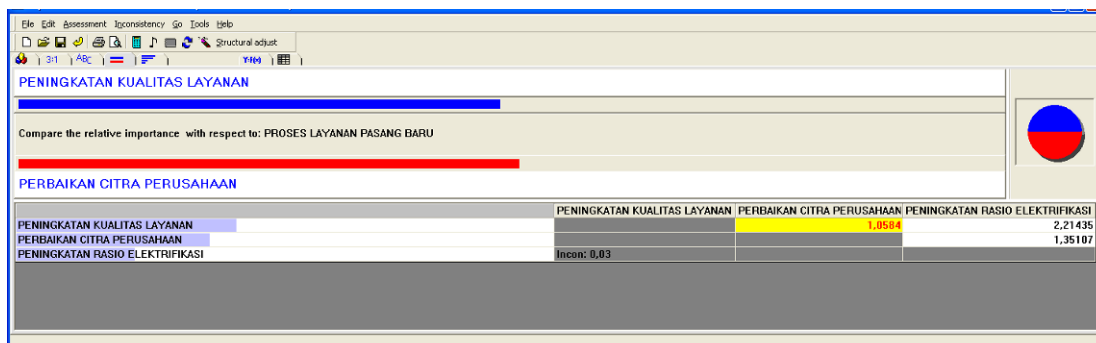 File Edit Assessment Inconsistency Go Tools Help
Structural adjust
3:1 ABC Y=f(x)
PENINGKATAN KUALITAS LAYANAN
Compare the relative importance with respect to: PROSES LAYANAN PASANG BARU
PERBAIKAN CITRA PERUSAHAAN
PENINGKATAN KUALITAS LAYANAN PERBAIKAN CITRA PERUSAHAAN PENINGKATAN RASIO ELEKTRIFIKASI
PENINGKATAN KUALITAS LAYANAN 1,0584 2,21435
PERBAIKAN CITRA PERUSAHAAN 1,35107
PENINGKATAN RASIO ELEKTRIFIKASI Incon: 0,03